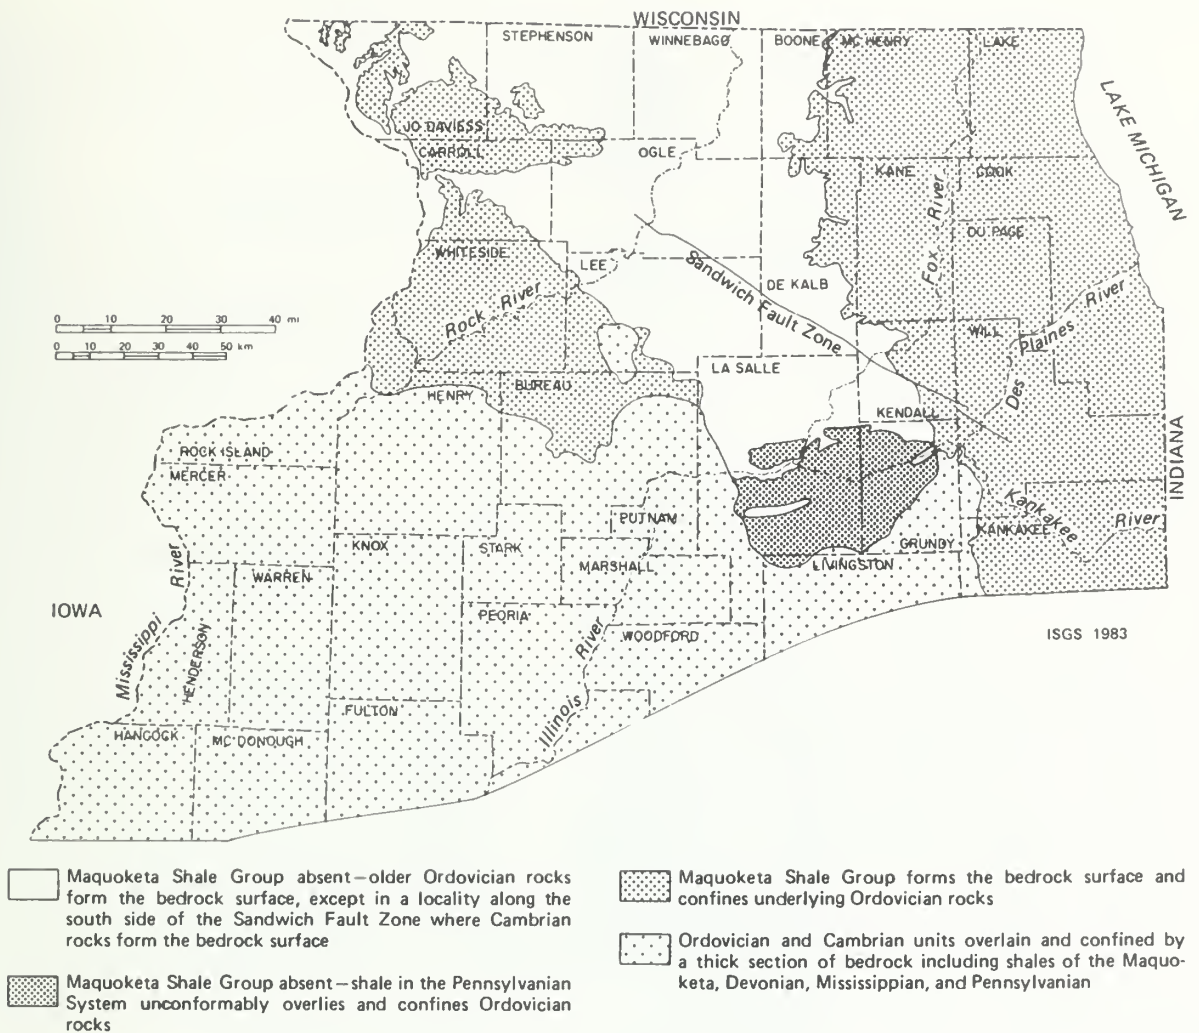 WISCONSIN
STEPHENSON
WINNEBAGO
BOONE
MC HENRY
LAKE
LAKE MICHIGAN
JO DAVIESS
CARROLL
OGLE
KANE
COOK
Fox River
DU PAGE
WHITESIDE
LEE
Rock River
Sandwich Fault Zone
DE KALB
Des Plaines River
WILL
0 10 20 30 40 mi
0 10 20 30 40 50 km
LA SALLE
HENRY
BUREAU
KENDALL
INDIANA
ROCK ISLAND
MERCER
PUTNAM
Kankakee River
KANKAKEE
KNOX
STARK
GRUNDY
MARSHALL
LIVINGSTON
WARREN
IOWA
Mississippi River
HENDERSON
PEORIA
WOODFORD
Illinois River
ISGS 1983
FULTON
HANCOCK
MC DONOUGH
Maquoketa Shale Group absent—older Ordovician rocks
form the bedrock surface, except in a locality along the
south side of the Sandwich Fault Zone where Cambrian
rocks form the bedrock surface
Maquoketa Shale Group absent—shale in the Pennsylvanian
System unconformably overlies and confines Ordovician
rocks
Maquoketa Shale Group forms the bedrock surface and
confines underlying Ordovician rocks
Ordovician and Cambrian units overlain and confined by
a thick section of bedrock including shales of the Maquo-
keta, Devonian, Mississippian, and Pennsylvanian